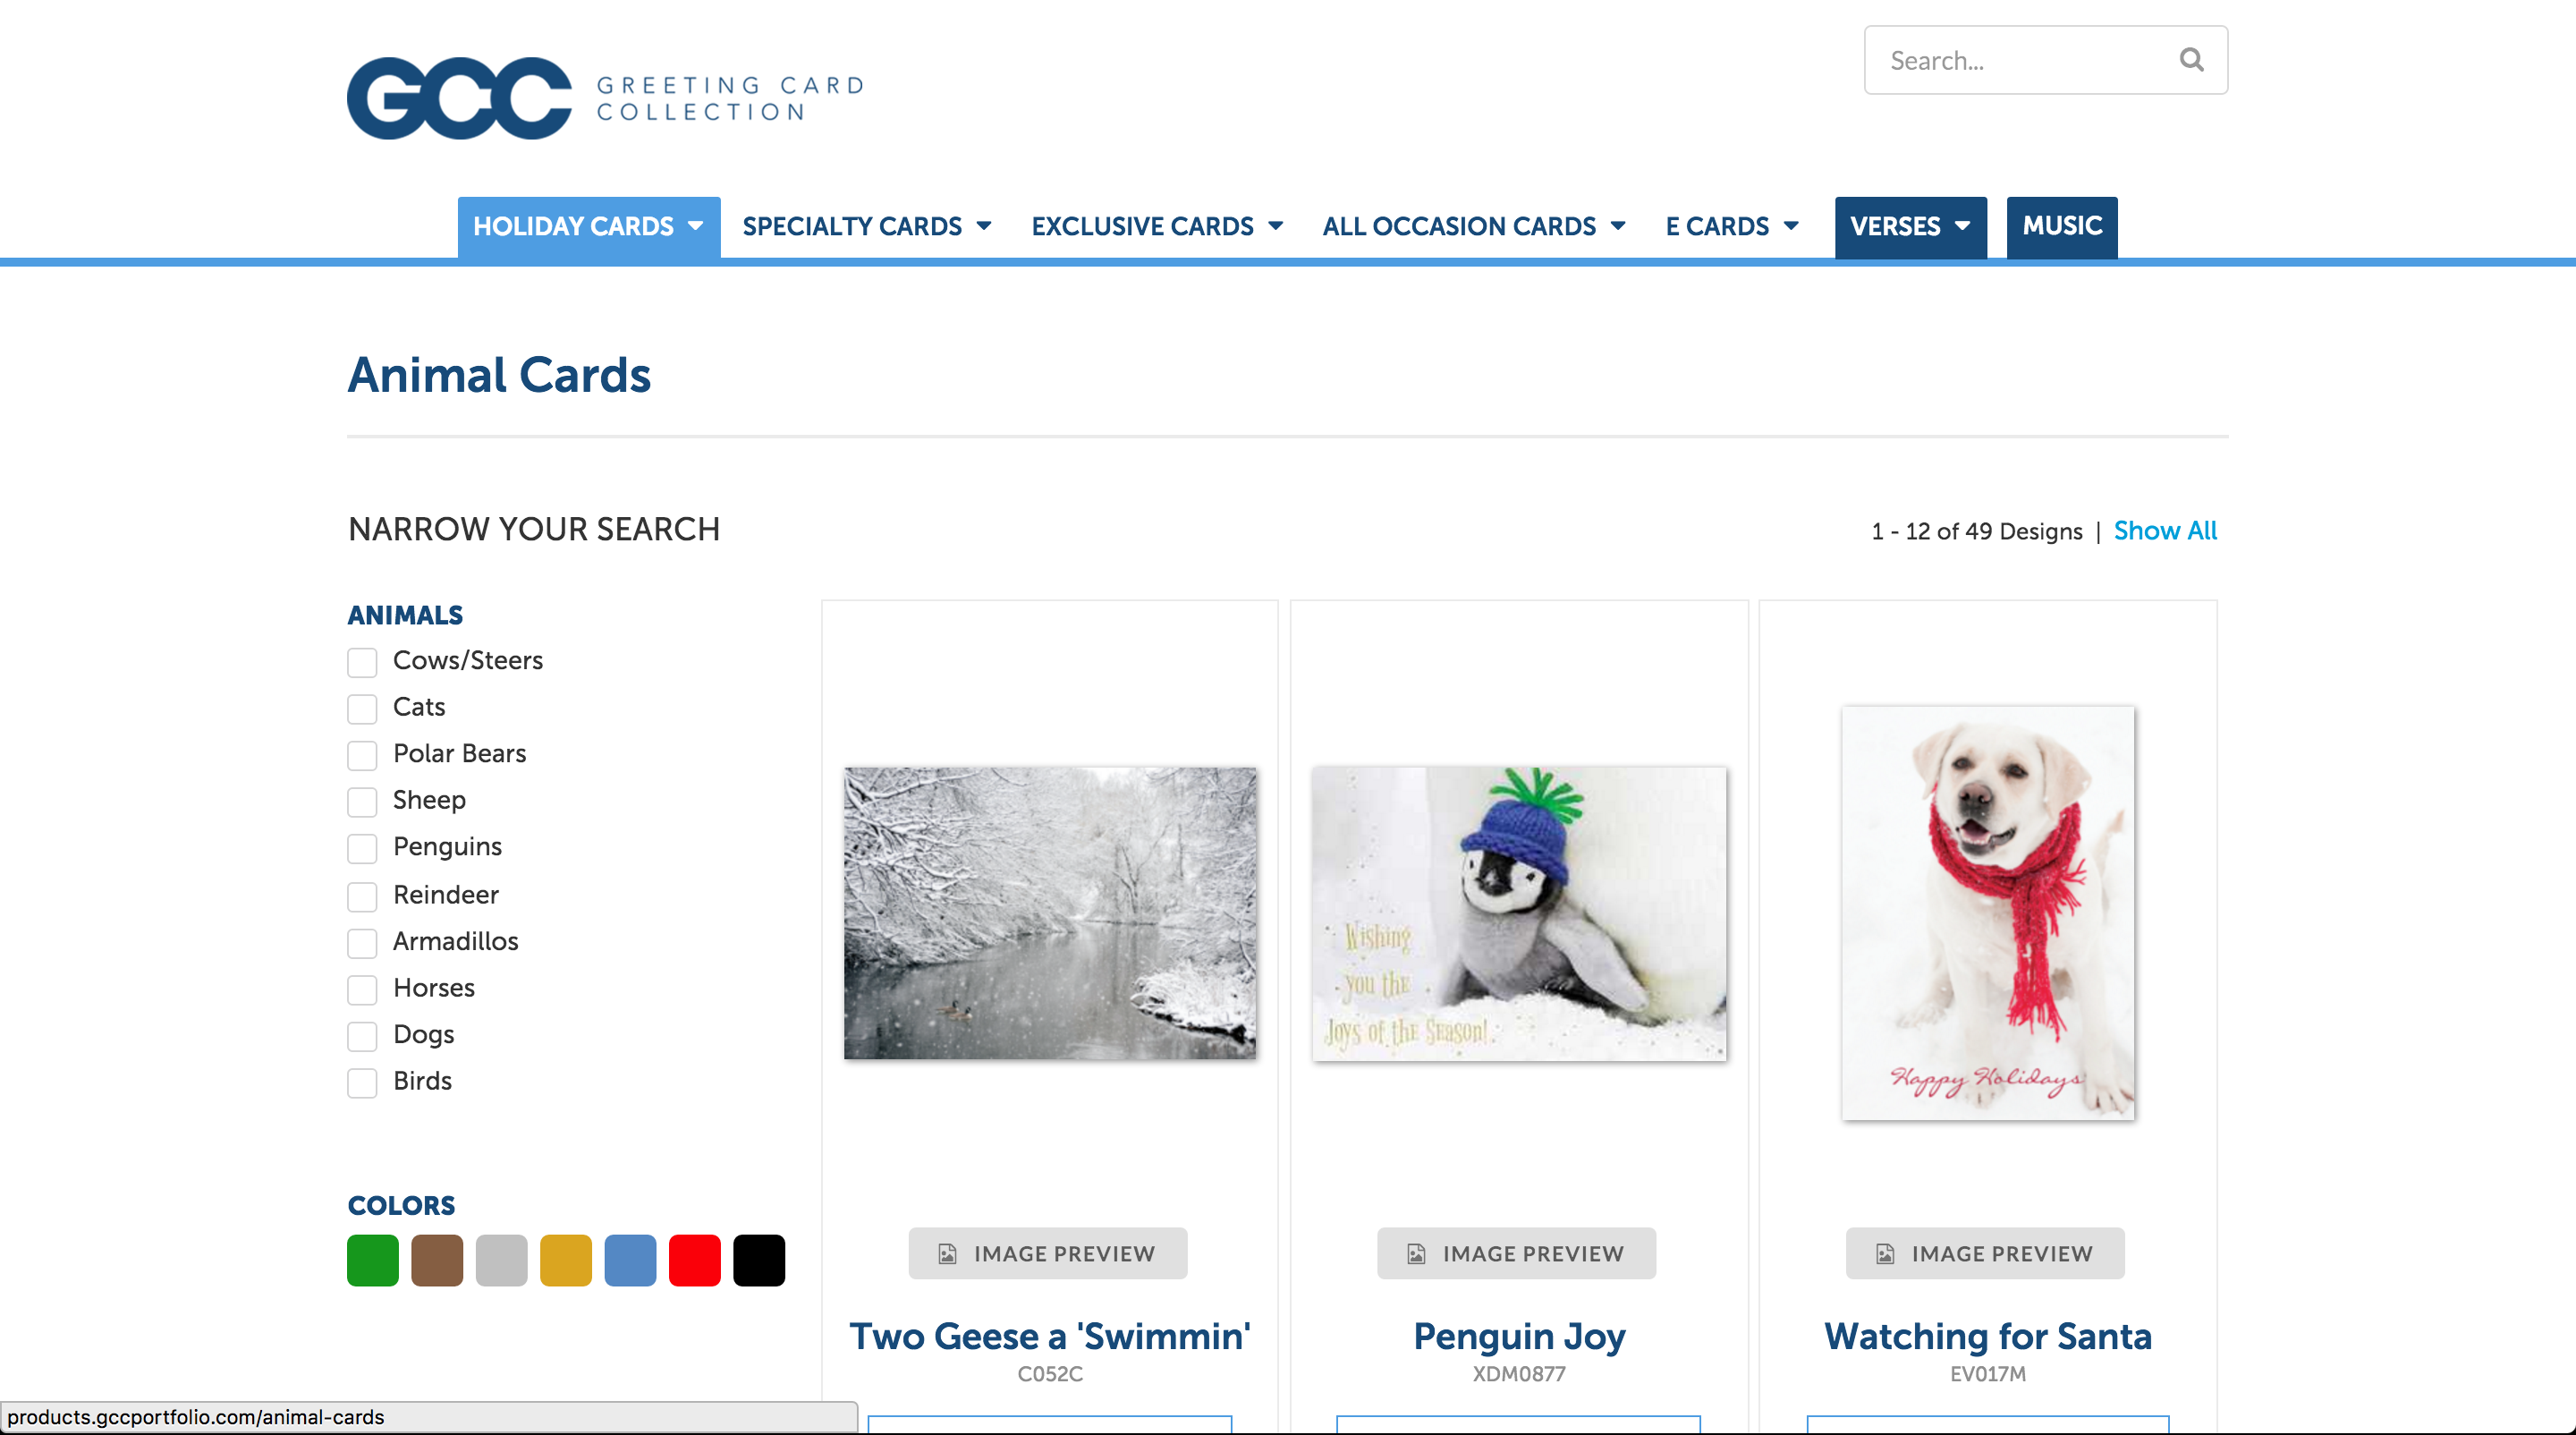 GCC GREETING CARD
COLLECTION
Search...
HOLIDAY CARDS SPECIALTY CARDS EXCLUSIVE CARDS ALL OCCASION CARDS E CARDS VERSES MUSIC
Animal Cards
NARROW YOUR SEARCH
1 - 12 of 49 Designs | Show All
ANIMALS
Cows/Steers
Cats
Polar Bears
Sheep
Penguins
Reindeer
Armadillos
Horses
Dogs
Birds
COLORS
Wishing
you the
Joys of the Season!
Happy Holidays
IMAGE PREVIEW
IMAGE PREVIEW
IMAGE PREVIEW
Two Geese a 'Swimmin'
C052C
Penguin Joy
XDM0877
Watching for Santa
EV017M
products.gccportfolio.com/animal-cards